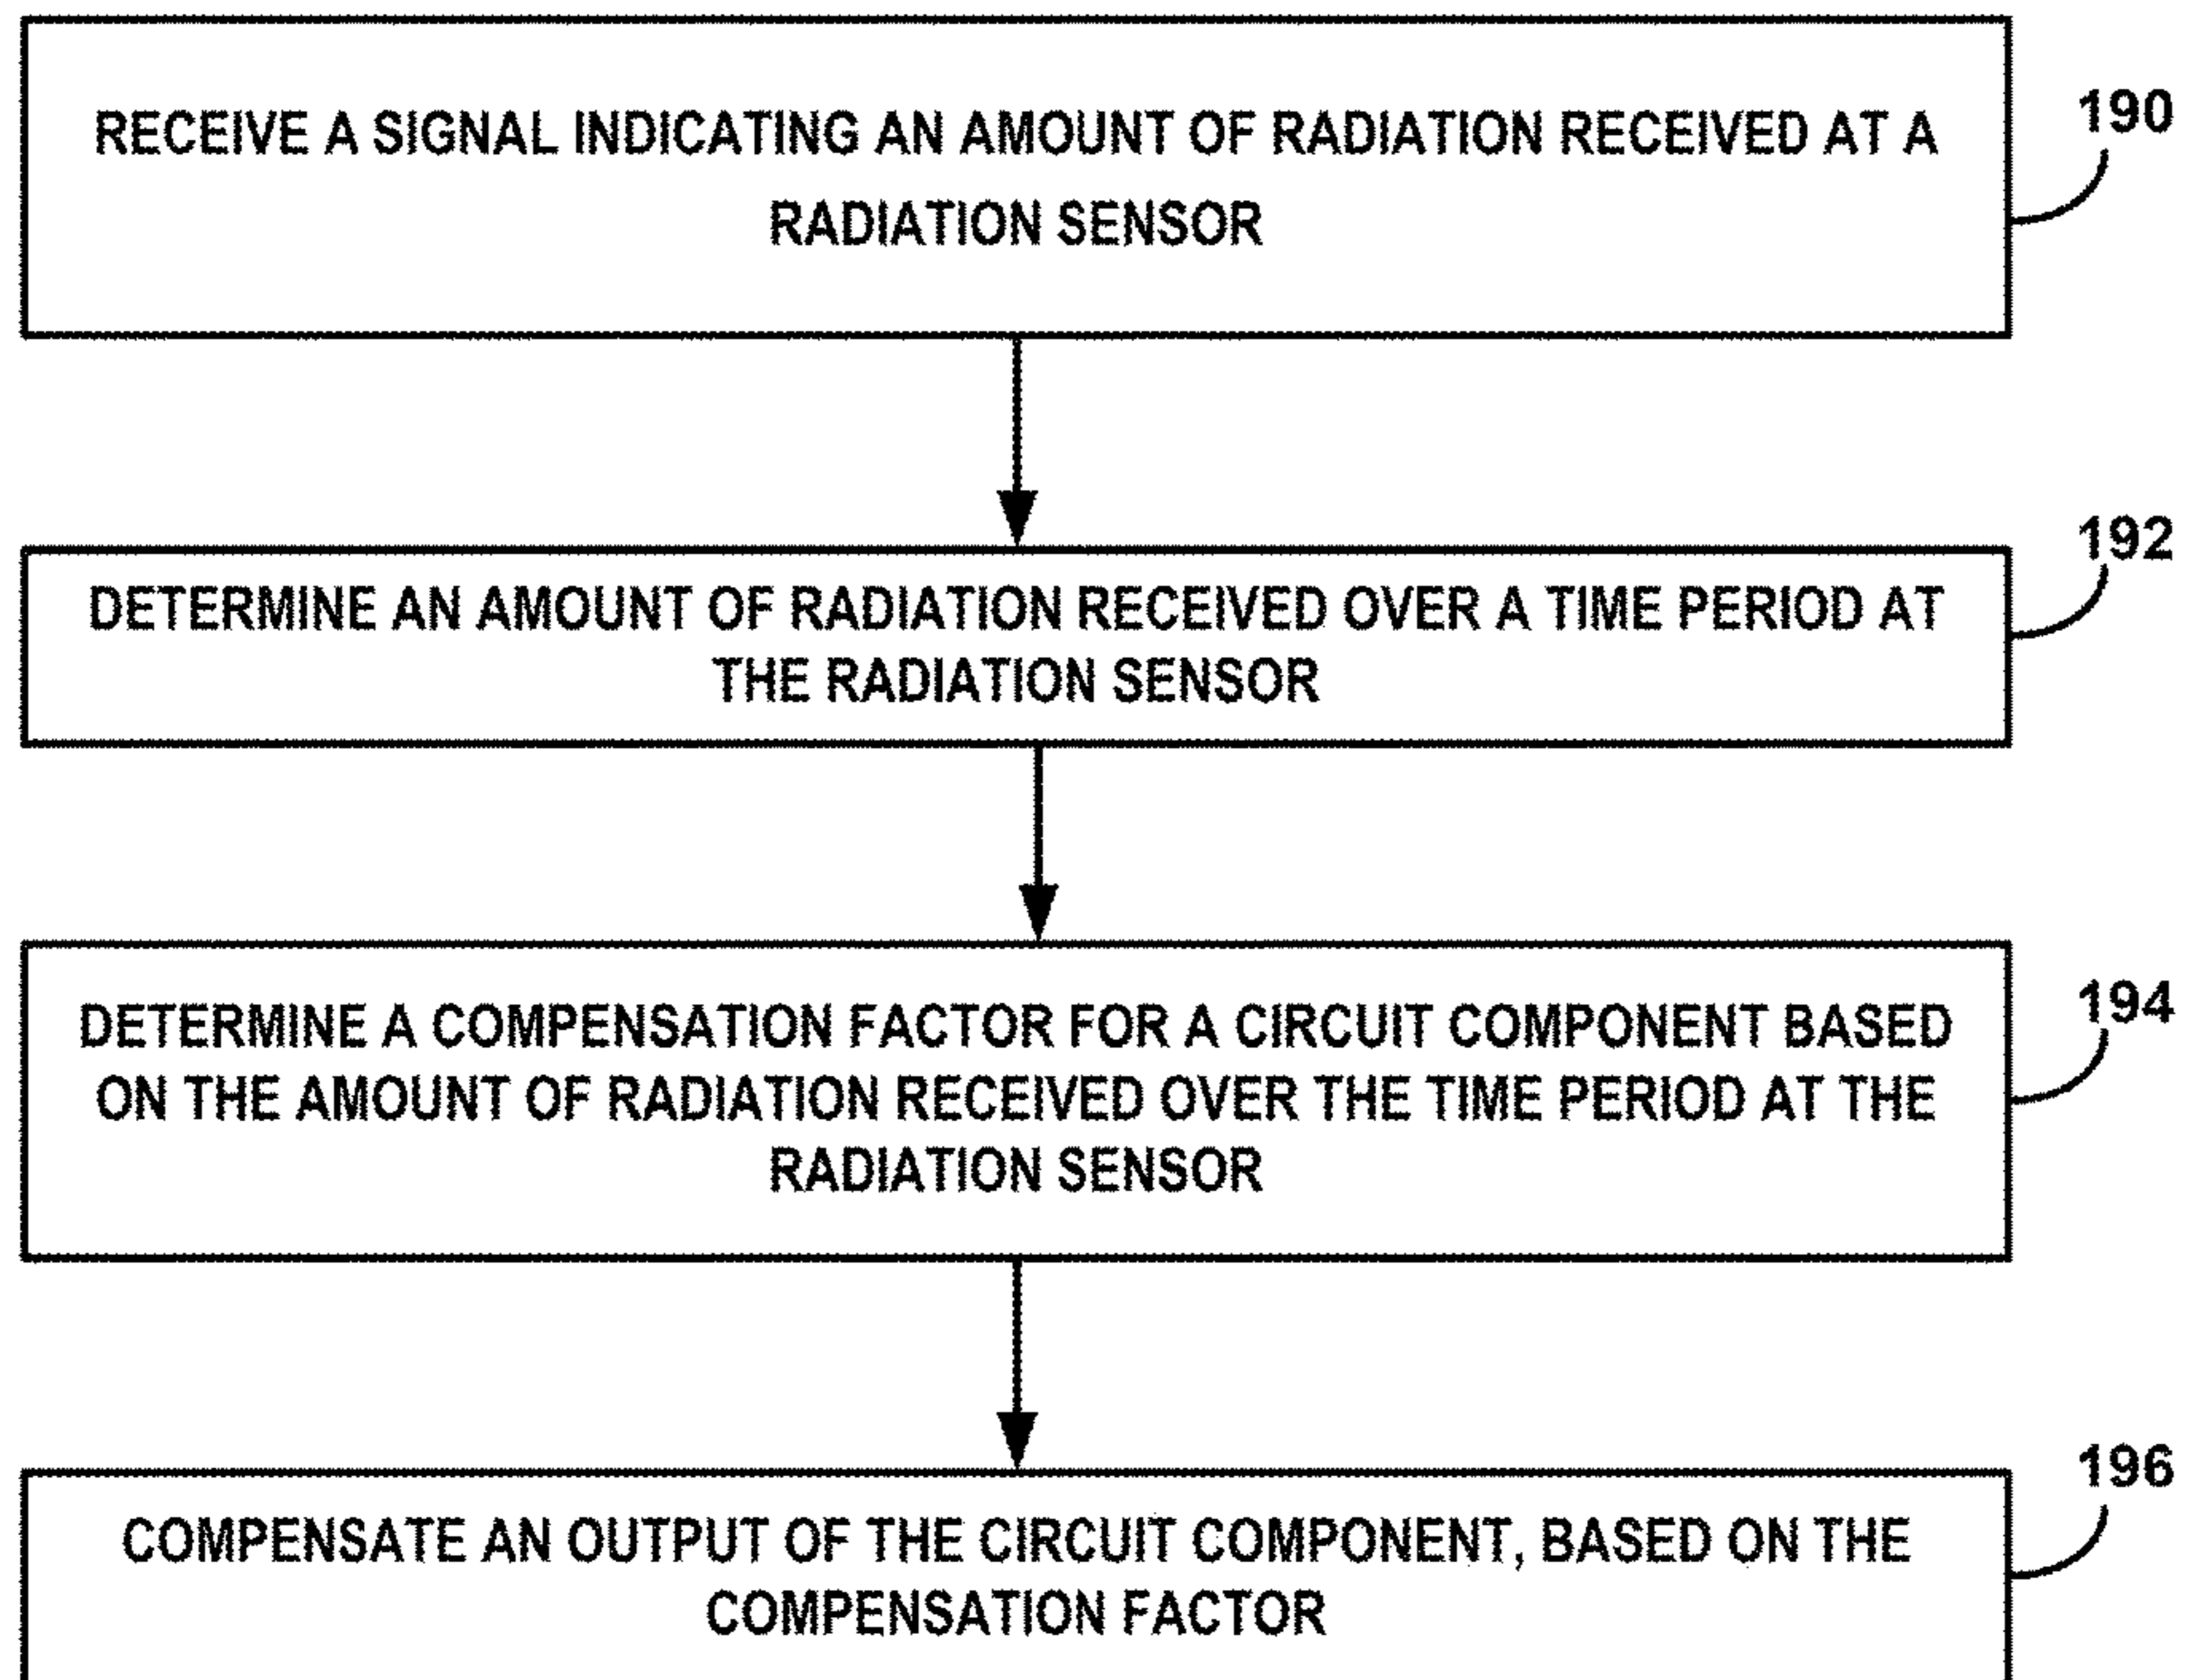 RECEIVE A SIGNAL INDICATING AN AMOUNT OF RADIATION RECEIVED AT A
RADIATION SENSOR
190
DETERMINE AN AMOUNT OF RADIATION RECEIVED OVER A TIME PERIOD AT
THE RADIATION SENSOR
192
DETERMINE A COMPENSATION FACTOR FOR A CIRCUIT COMPONENT BASED
ON THE AMOUNT OF RADIATION RECEIVED OVER THE TIME PERIOD AT THE
RADIATION SENSOR
194
COMPENSATE AN OUTPUT OF THE CIRCUIT COMPONENT, BASED ON THE
COMPENSATION FACTOR
196